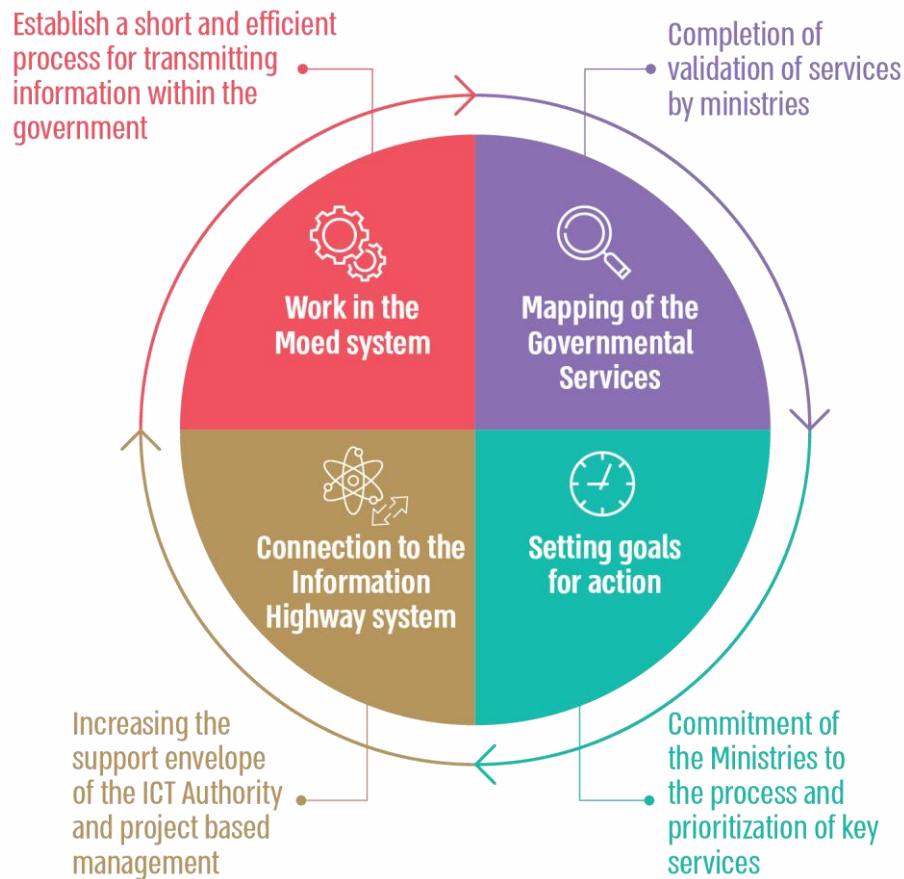 Establish a short and efficient
process for transmitting
information within the
government
Completion of
validation of services
by ministries
Work in the
Moed system
Mapping of the
Governmental
Services
Connection to the
Information
Highway system
Setting goals
for action
Increasing the
support envelope
of the ICT Authority
and project based
management
Commitment of
the Ministries to
the process and
prioritization of key
services